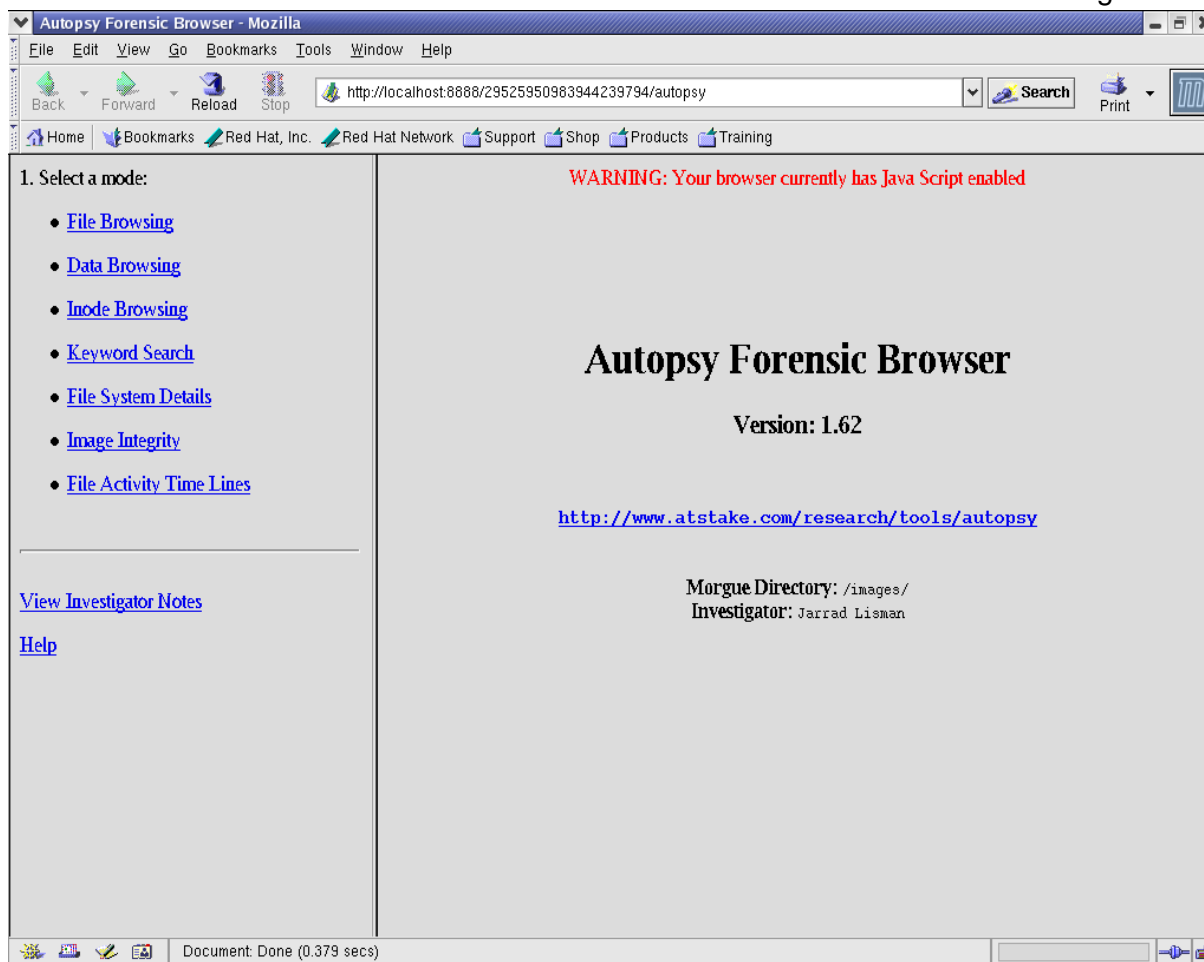 Autopsy Forensic Browser - Mozilla
File Edit View Go Bookmarks Tools Window Help
Back Forward Reload Stop http://localhost:8888/29525950983944239794/autopsy Search Print
Home Bookmarks Red Hat, Inc. Red Hat Network Support Shop Products Training
1. Select a mode:
File Browsing
Data Browsing
Inode Browsing
Keyword Search
File System Details
Image Integrity
File Activity Time Lines
View Investigator Notes
Help
WARNING: Your browser currently has Java Script enabled
Autopsy Forensic Browser
Version: 1.62
http://www.atstake.com/research/tools/autopsy
Morgue Directory: /images/
Investigator: Jarrad Lisman
Document: Done (0.379 secs)